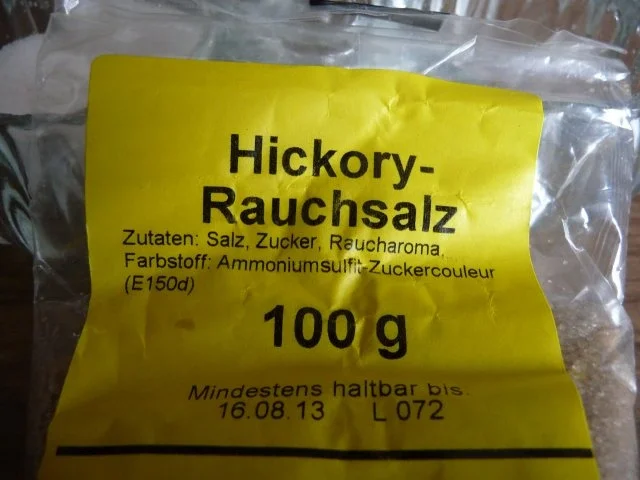 Hickory-
Rauchsalz
Zutaten: Salz, Zucker, Raucharoma,
Farbstoff: Ammoniumsulfit-Zuckercouleur
(E150d)
100 g
Mindestens haltbar bis:
16.08.13 L 072